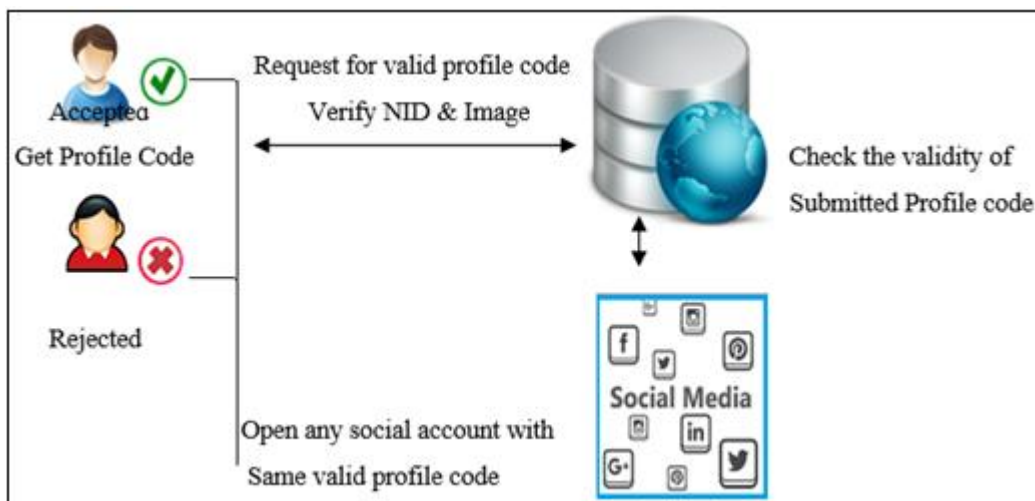 Accepted
Get Profile Code
Rejected
Request for valid profile code
Verify NID & Image
Check the validity of
Submitted Profile code
f
Social Media
in
G+
Open any social account with
Same valid profile code